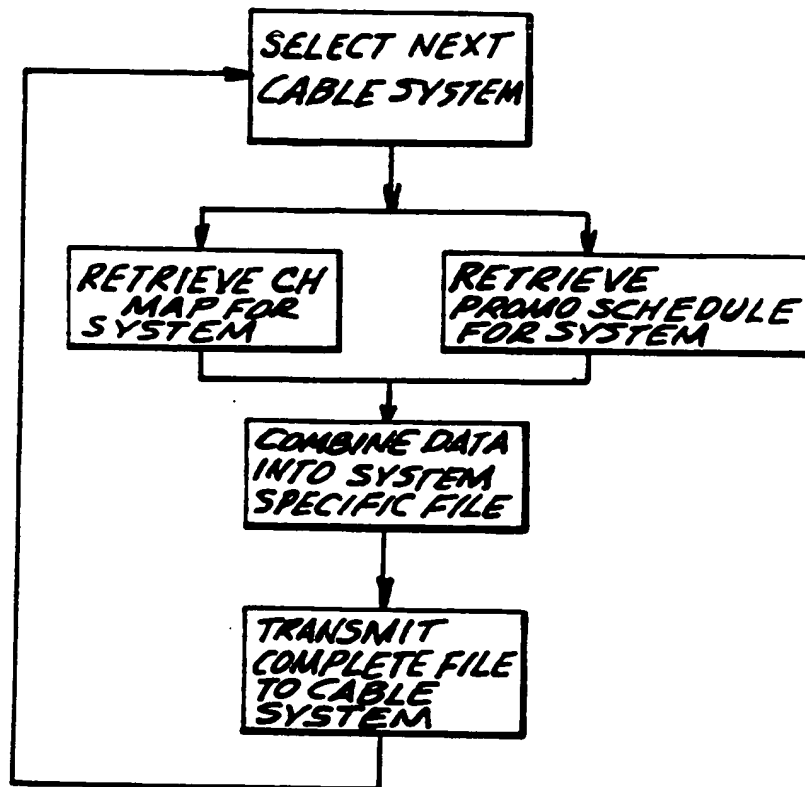 SELECT NEXT
CABLE SYSTEM
RETRIEVE CH
MAP FOR
SYSTEM
RETRIEVE
PROMO SCHEDULE
FOR SYSTEM
COMBINE DATA
INTO SYSTEM
SPECIFIC FILE
TRANSMIT
COMPLETE FILE
TO CABLE
SYSTEM